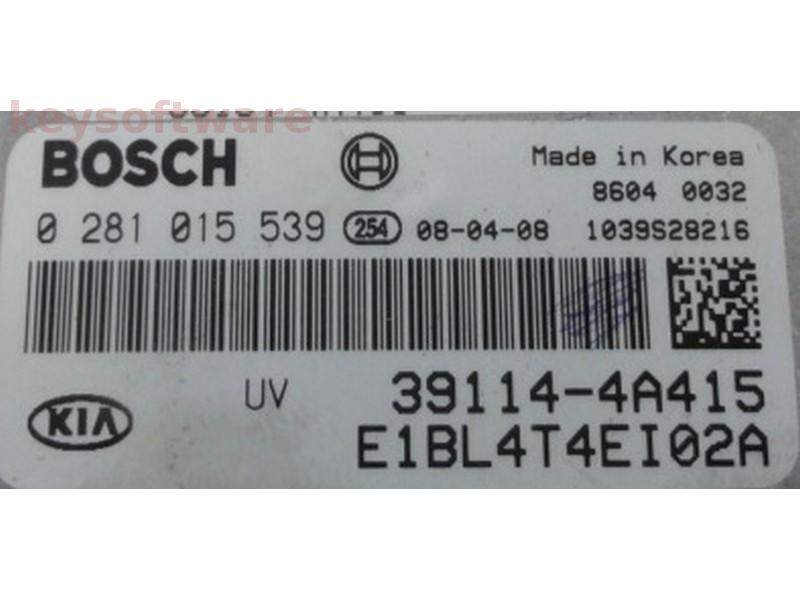 keysoftware
BOSCH
Made in Korea
8604 0032
0 281 015 539 254 08-04-08 1039S28216
KIA UV 39114-4A415
E1BL4T4EI02A